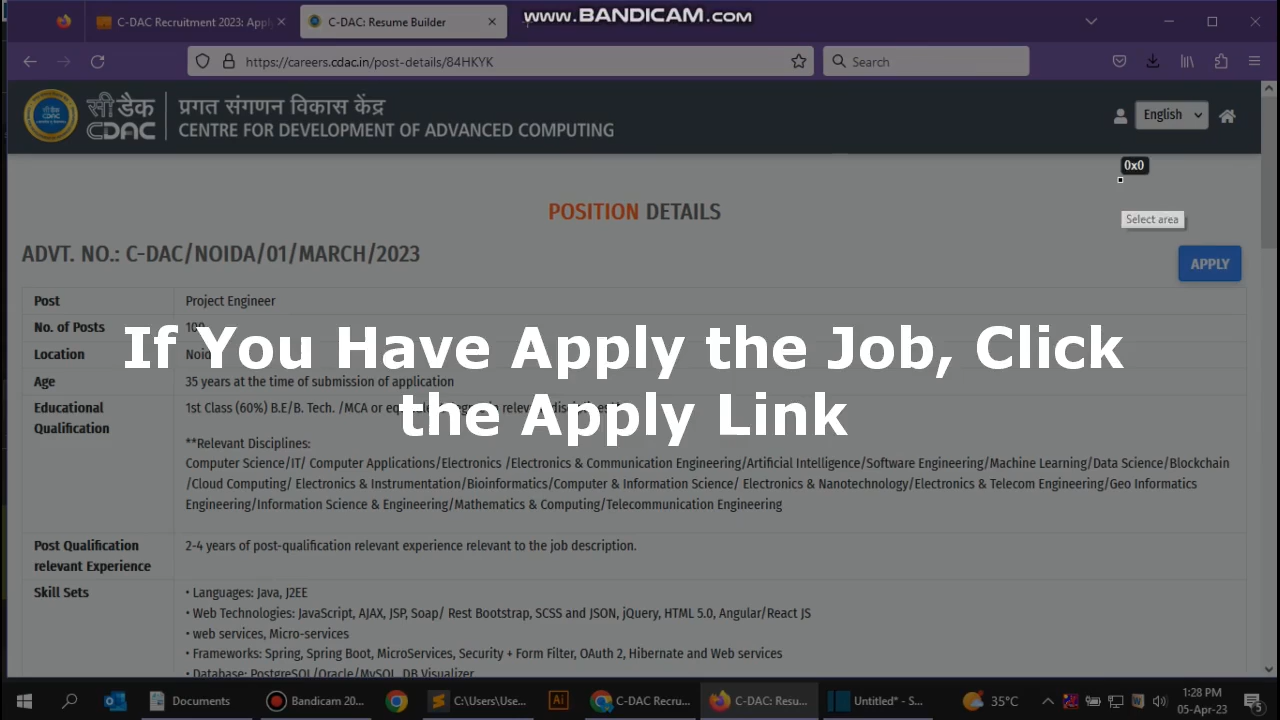 C-DAC Recruitment 2023: Apply
C-DAC: Resume Builder
www.BANDICAM.com
https://careers.cdac.in/post-details/84HKYK
Search
सी डैक
CDAC
प्रगत संगणन विकास केंद्र
CENTRE FOR DEVELOPMENT OF ADVANCED COMPUTING
English
0x0
Select area
POSITION DETAILS
ADVT. NO.: C-DAC/NOIDA/01/MARCH/2023
APPLY
Post Project Engineer
No. of Posts 100
Location Noida
If You Have Apply the Job, Click
the Apply Link
Age 35 years at the time of submission of application
Educational
Qualification
1st Class (60%) B.E/B. Tech. /MCA or
**Relevant Disciplines:
Computer Science/IT/ Computer Applications/Electronics /Electronics & Communication Engineering/Artificial Intelligence/Software Engineering/Machine Learning/Data Science/Blockchain
/Cloud Computing/ Electronics & Instrumentation/Bioinformatics/Computer & Information Science/ Electronics & Nanotechnology/Electronics & Telecom Engineering/Geo Informatics
Engineering/Information Science & Engineering/Mathematics & Computing/Telecommunication Engineering
Post Qualification
relevant Experience
2-4 years of post-qualification relevant experience relevant to the job description.
Skill Sets
• Languages: Java, J2EE
• Web Technologies: JavaScript, AJAX, JSP, Soap/ Rest Bootstrap, SCSS and JSON, jQuery, HTML 5.0, Angular/React JS
• web services, Micro-services
• Frameworks: Spring, Spring Boot, MicroServices, Security + Form Filter, OAuth 2, Hibernate and Web services
• Database: PostgreSQL/Oracle/MySQL, DB Visualizer
Documents
Bandicam 20...
C:\Users\Use...
C-DAC Recru...
C-DAC: Resu...
Untitled* - S...
35°C
1:28 PM
05-Apr-23
5